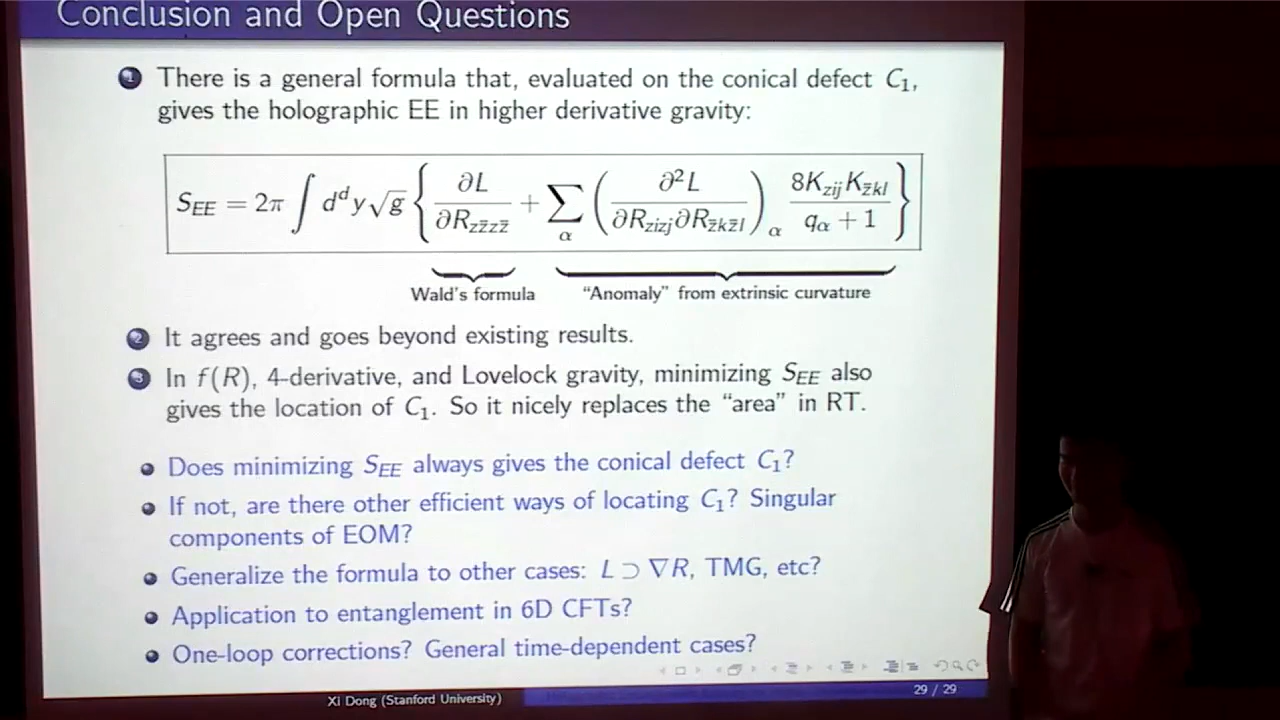 Conclusion and Open Questions
1 There is a general formula that, evaluated on the conical defect C₁,
gives the holographic EE in higher derivative gravity:
S_EE = 2π ∫ d^d y √g { ∂L / ∂R_{zz̄zz̄} + ∑_α ( ∂²L / ∂R_{zizj}∂R_{z̄kz̄l} )_α 8K_{zij}K_{z̄kl} / (q_α + 1) }
Wald's formula "Anomaly" from extrinsic curvature
2 It agrees and goes beyond existing results.
3 In f(R), 4-derivative, and Lovelock gravity, minimizing S_EE also
gives the location of C₁. So it nicely replaces the "area" in RT.
Does minimizing S_EE always gives the conical defect C₁?
If not, are there other efficient ways of locating C₁? Singular
components of EOM?
Generalize the formula to other cases: L ⊃ ∇R, TMG, etc?
Application to entanglement in 6D CFTs?
One-loop corrections? General time-dependent cases?
Xi Dong (Stanford University)
29 / 29